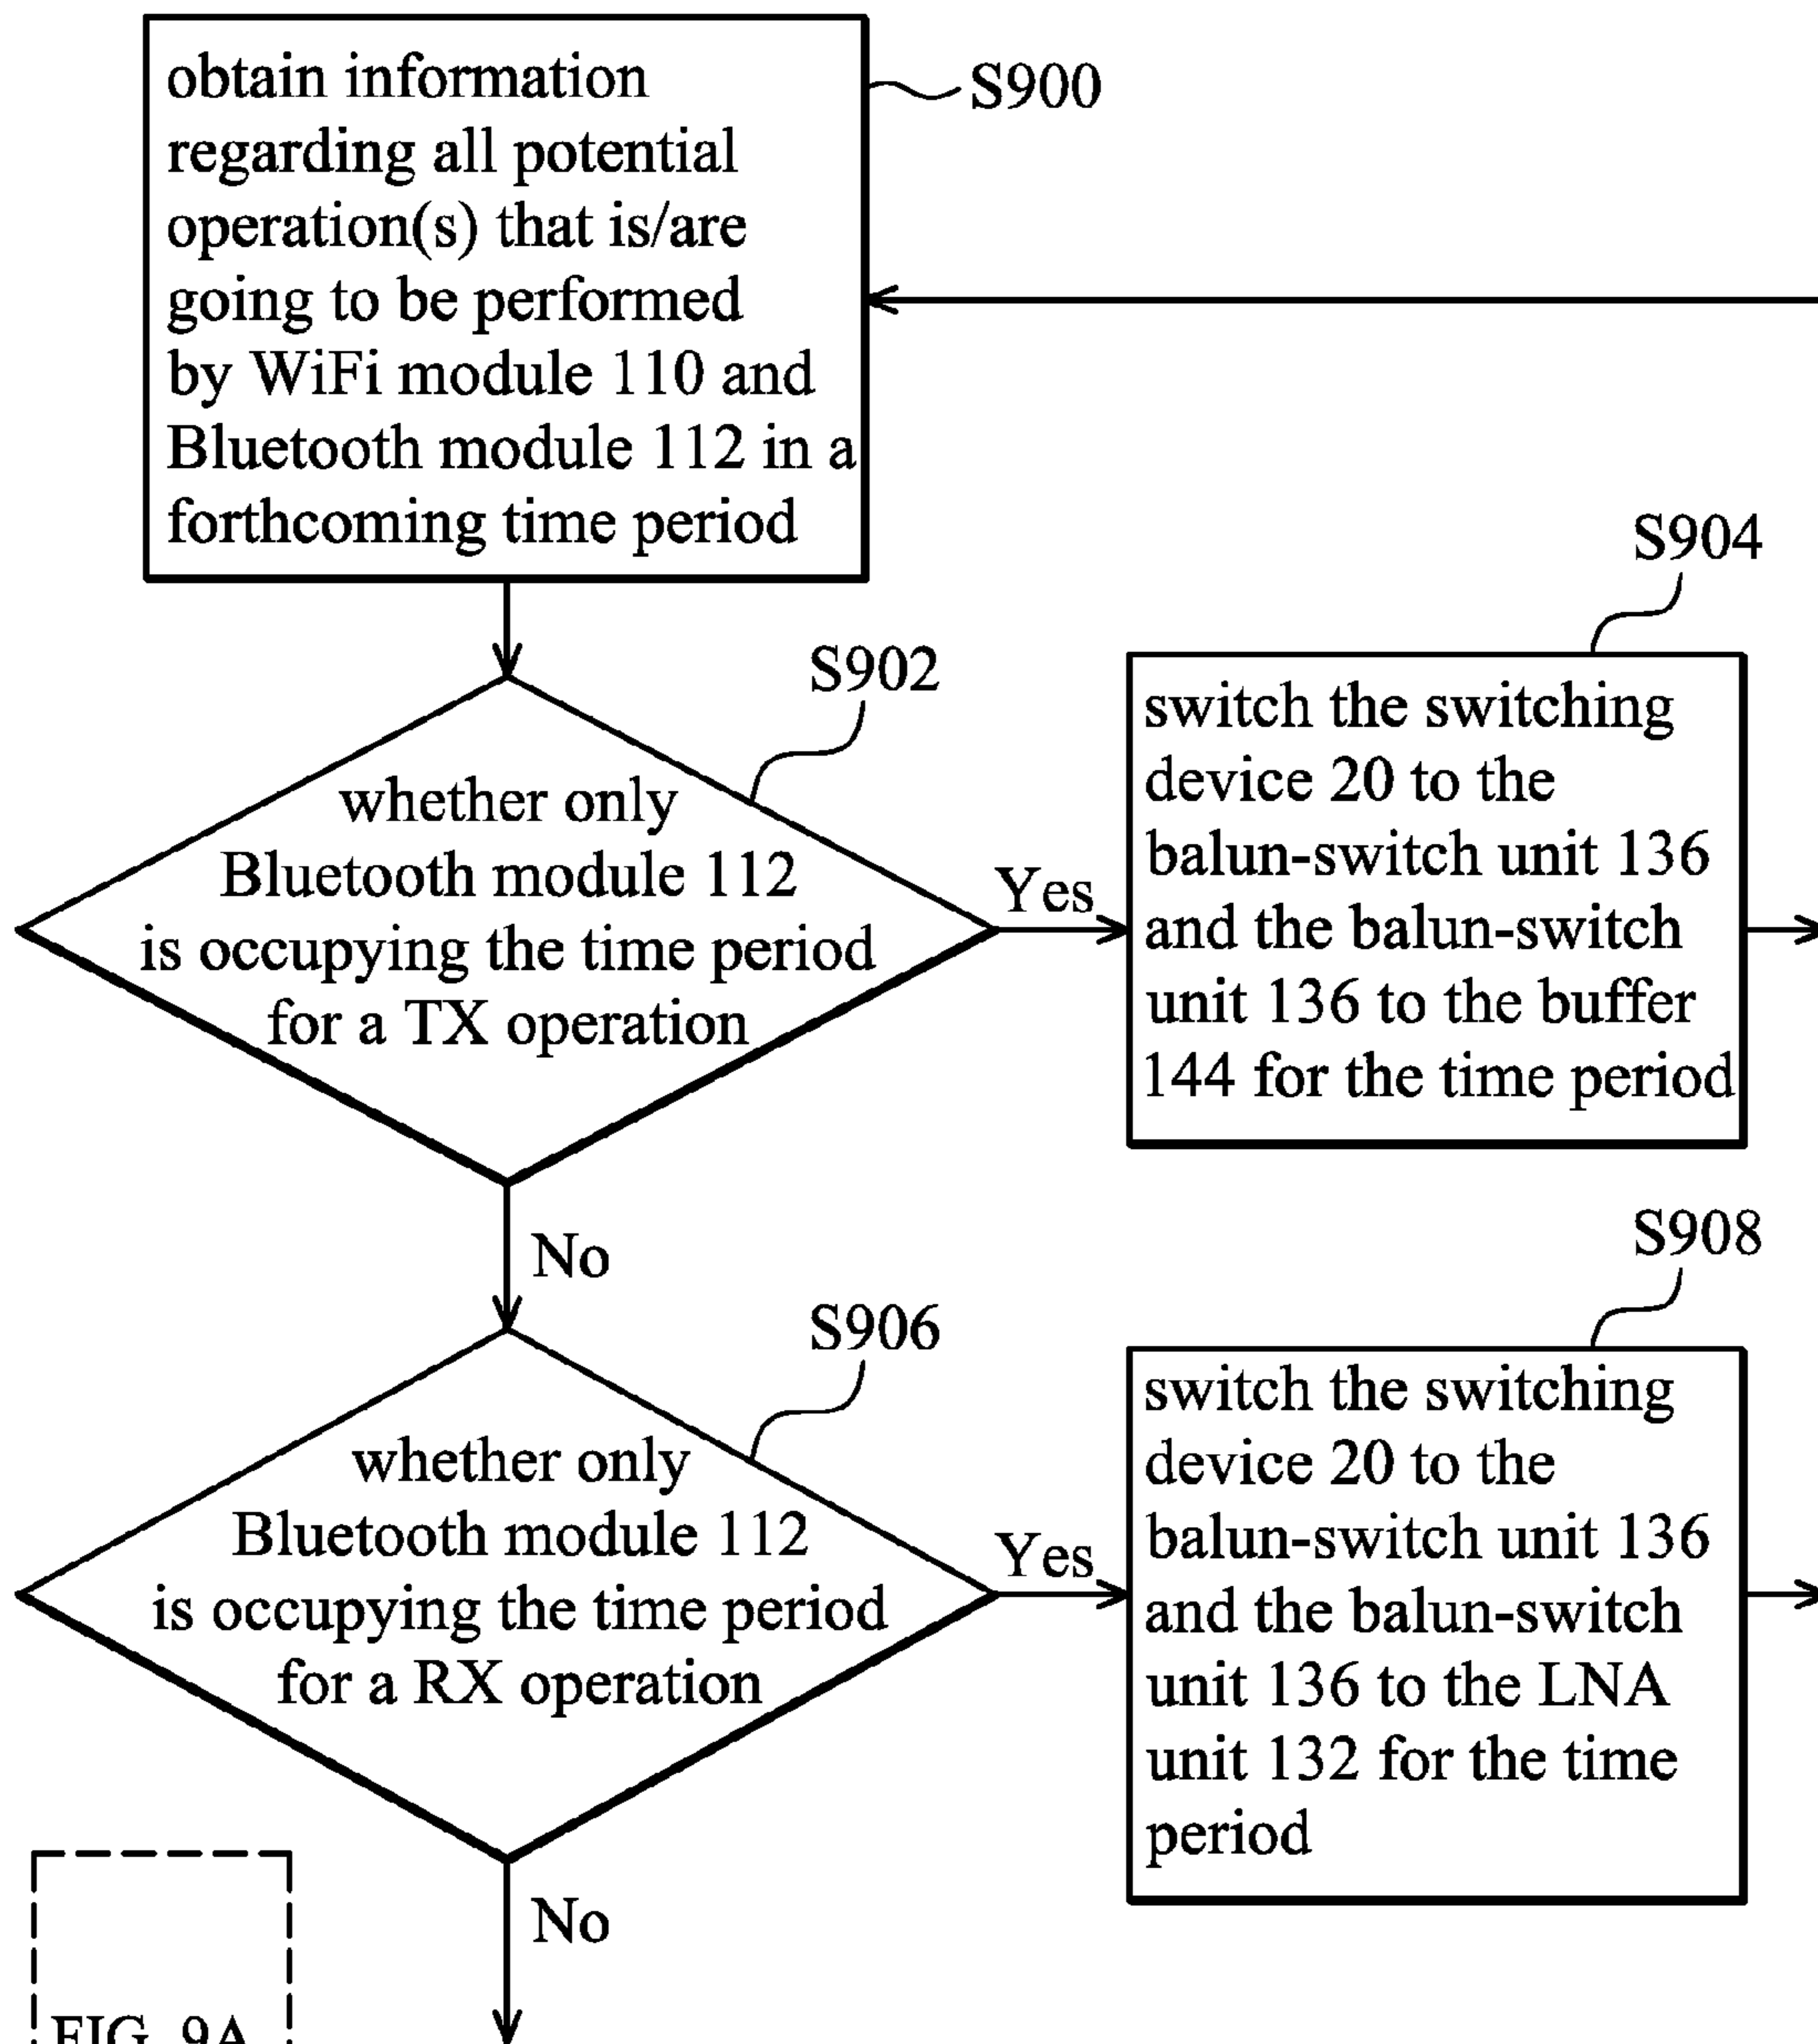 obtain information
regarding all potential
operation(s) that is/are
going to be performed
by WiFi module 110 and
Bluetooth module 112 in a
forthcoming time period
S900
S902
whether only
Bluetooth module 112
is occupying the time period
for a TX operation
Yes
No
S904
switch the switching
device 20 to the
balun-switch unit 136
and the balun-switch
unit 136 to the buffer
144 for the time period
S906
whether only
Bluetooth module 112
is occupying the time period
for a RX operation
Yes
No
S908
switch the switching
device 20 to the
balun-switch unit 136
and the balun-switch
unit 136 to the LNA
unit 132 for the time
period
FIG. 9A